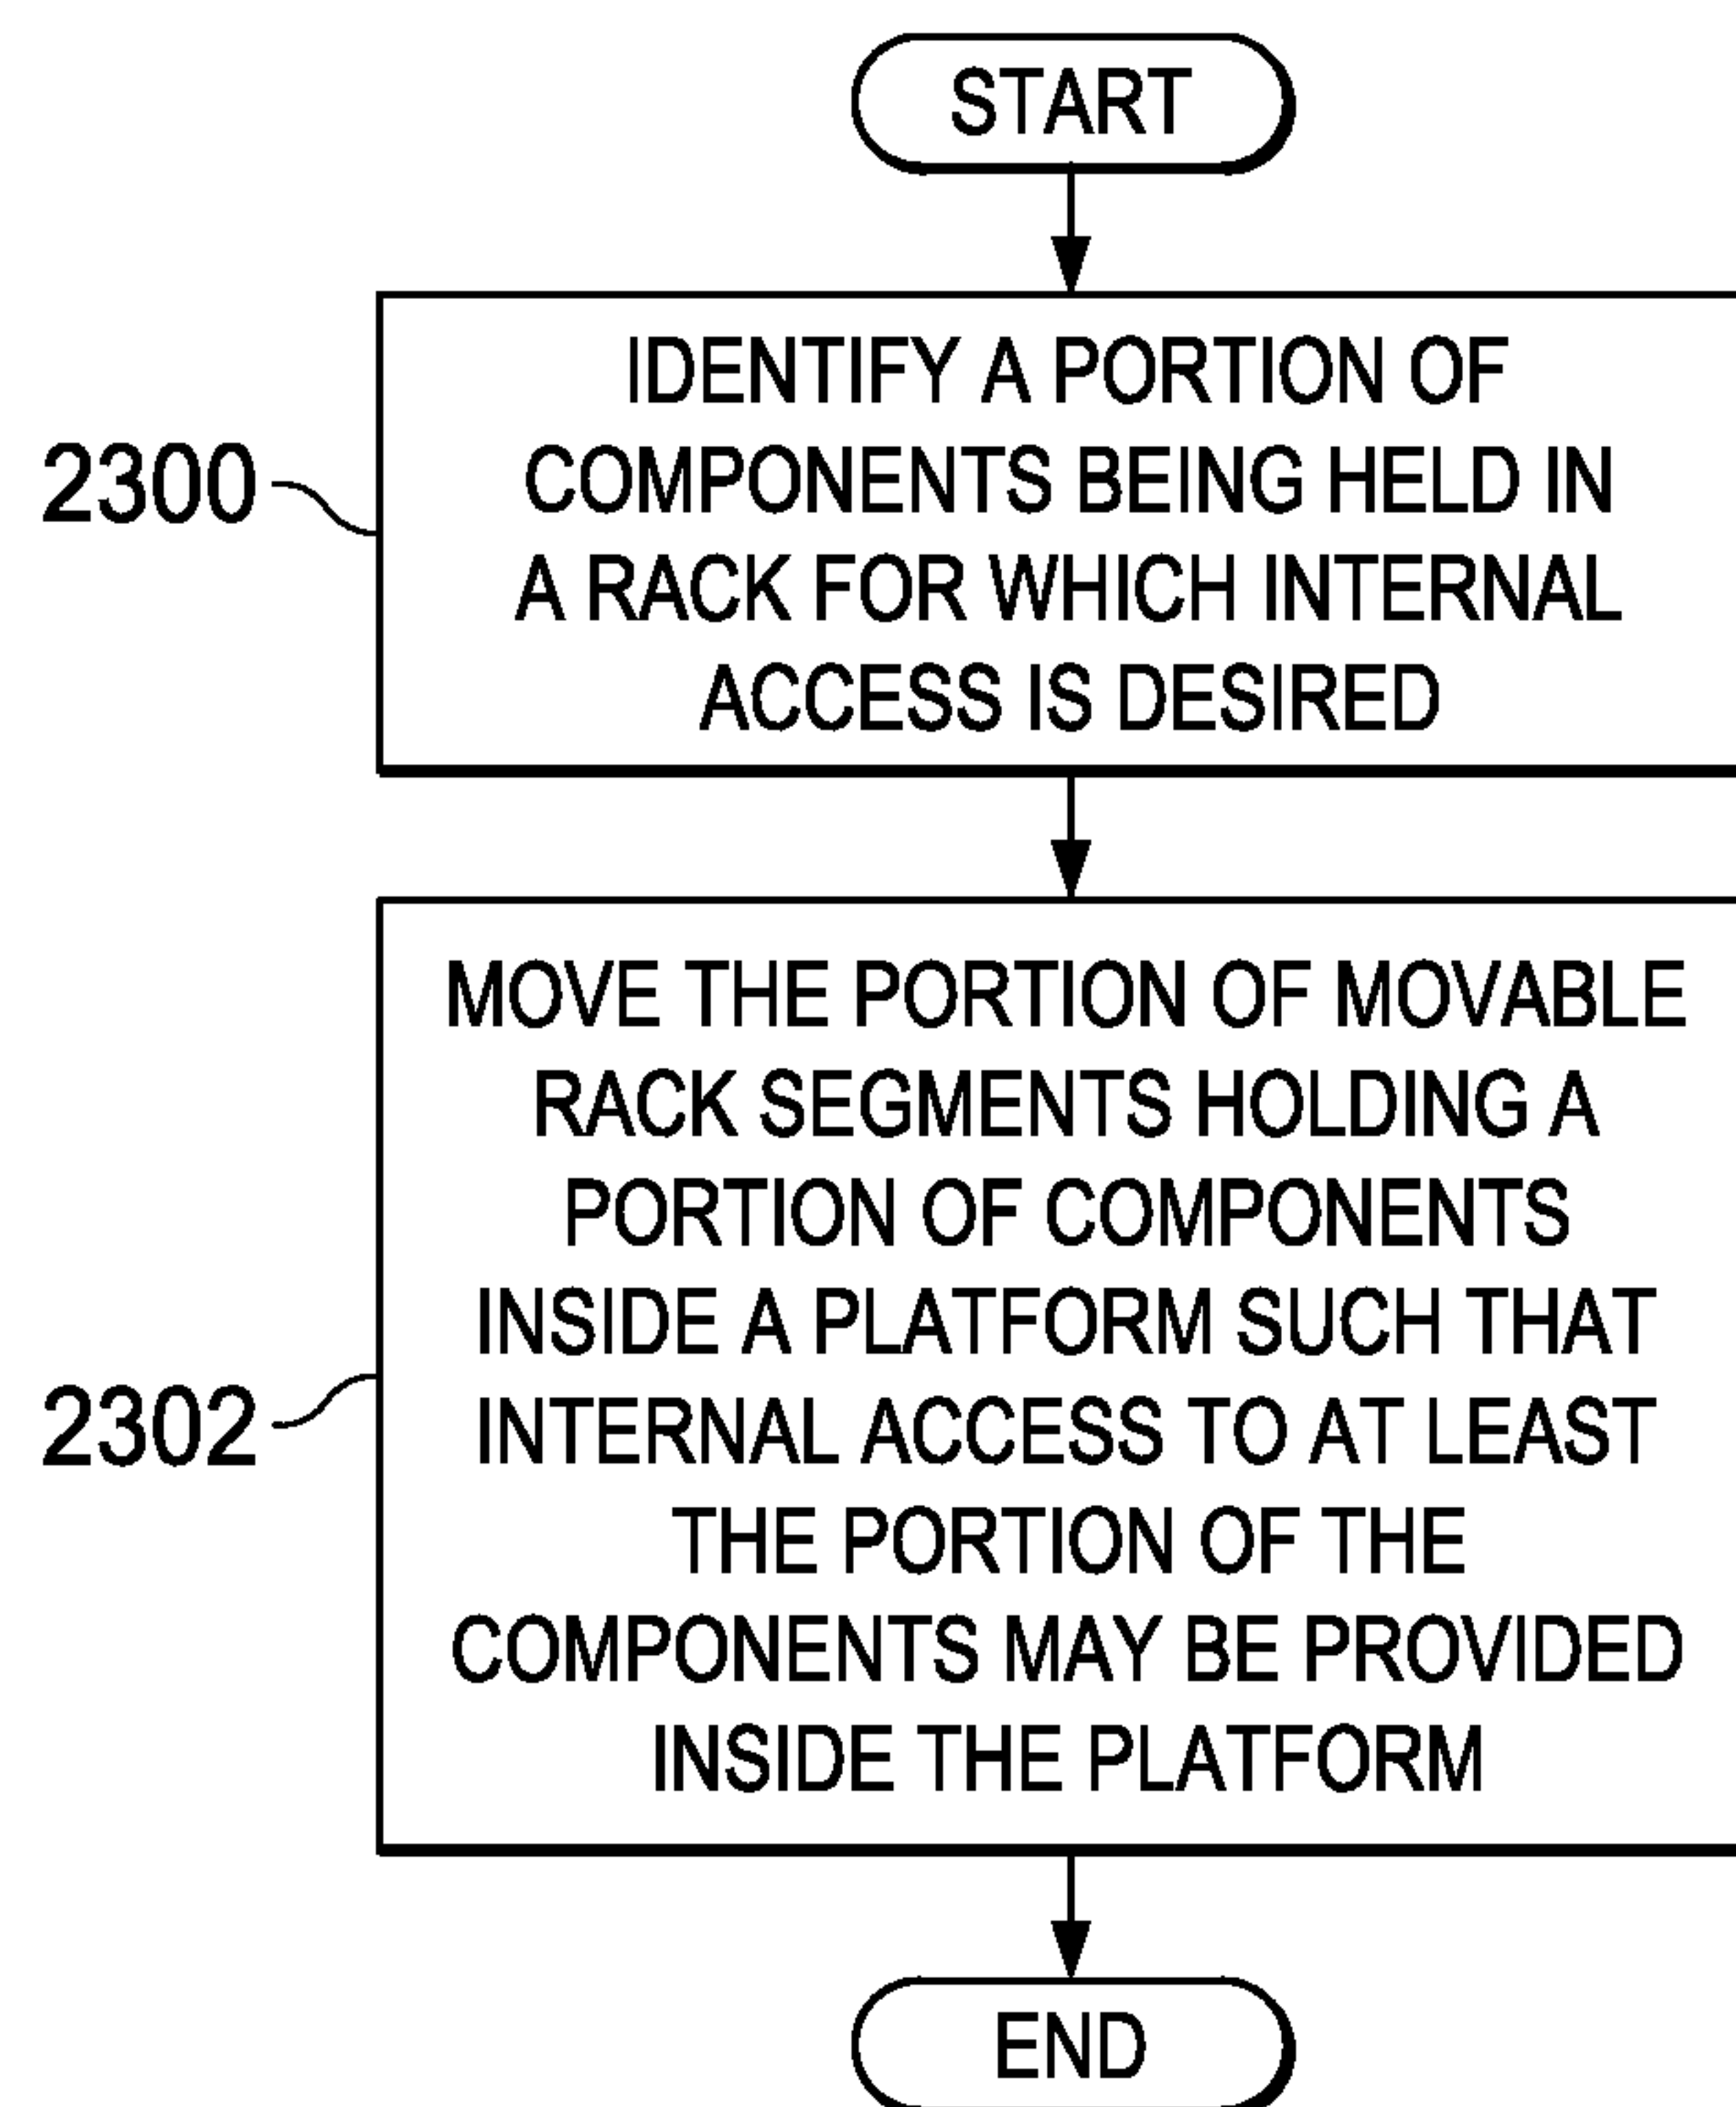 START
IDENTIFY A PORTION OF
COMPONENTS BEING HELD IN
A RACK FOR WHICH INTERNAL
ACCESS IS DESIRED
2300
MOVE THE PORTION OF MOVABLE
RACK SEGMENTS HOLDING A
PORTION OF COMPONENTS
INSIDE A PLATFORM SUCH THAT
INTERNAL ACCESS TO AT LEAST
THE PORTION OF THE
COMPONENTS MAY BE PROVIDED
INSIDE THE PLATFORM
2302
END